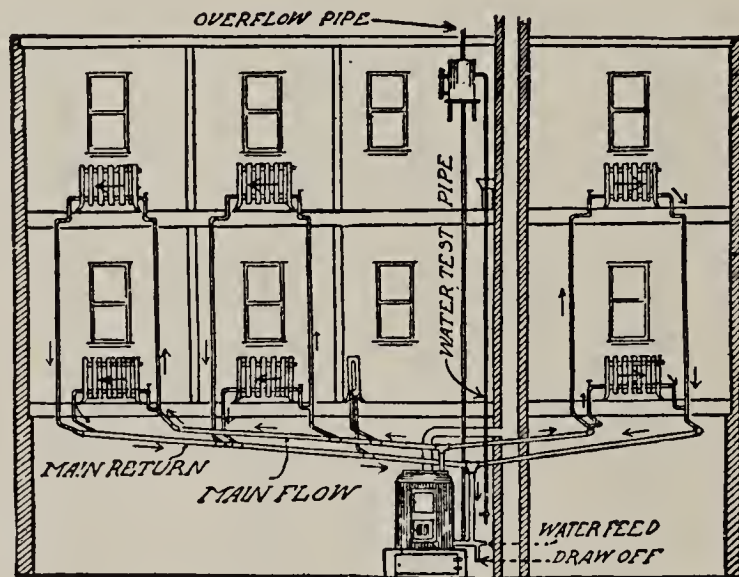 OVERFLOW PIPE
WATER TEST PIPE
MAIN RETURN
MAIN FLOW
WATER FEED
DRAW OFF